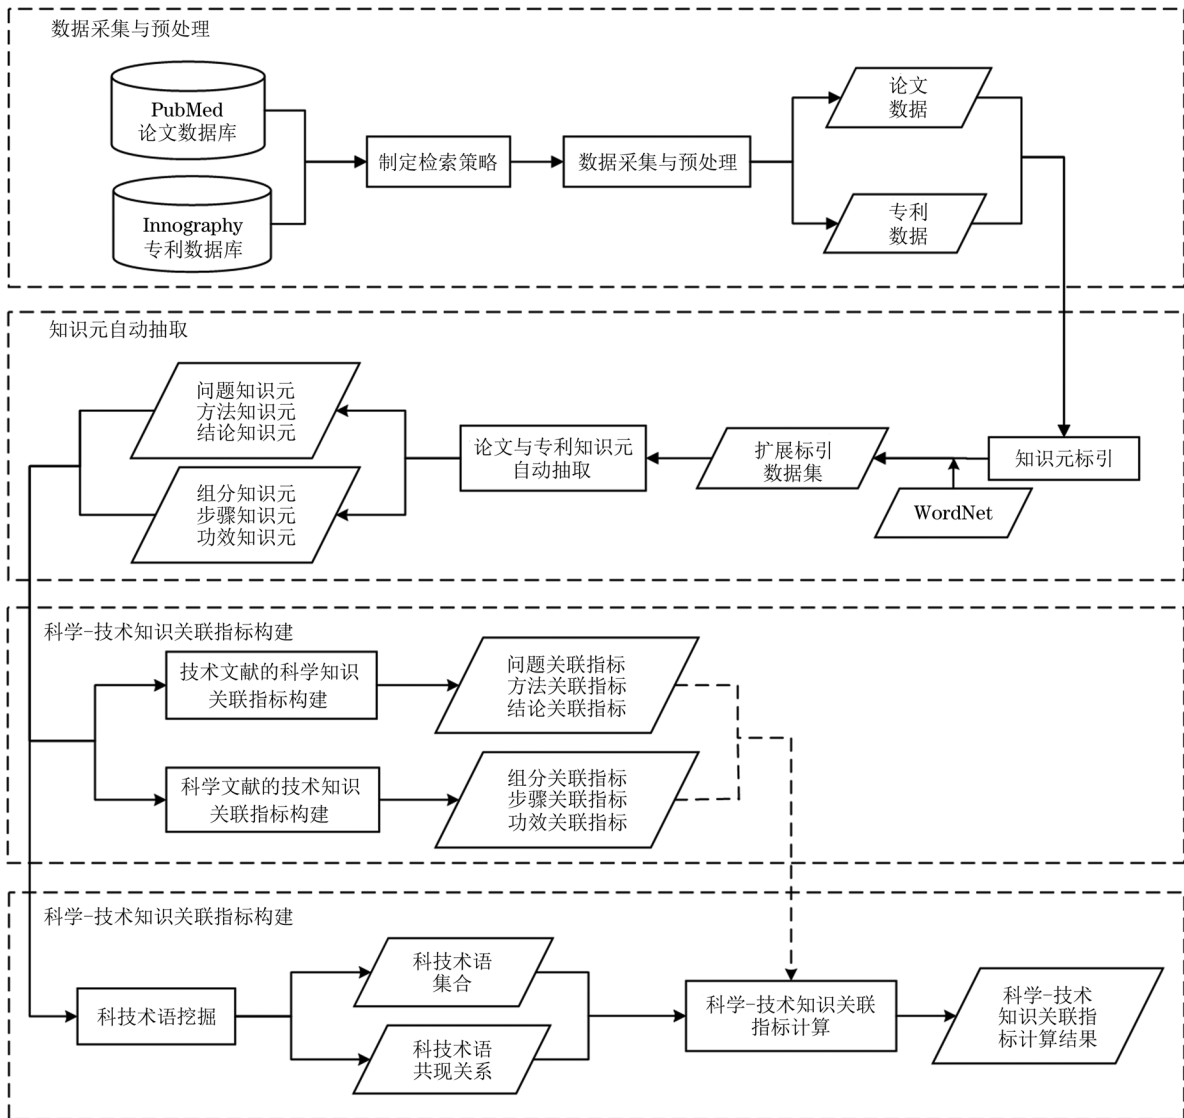 数据采集与预处理
PubMed
论文数据库
Innography
专利数据库
制定检索策略
数据采集与预处理
论文
数据
专利
数据
知识元自动抽取
问题知识元
方法知识元
结论知识元
组分知识元
步骤知识元
功效知识元
论文与专利知识元
自动抽取
扩展标引
数据集
知识元标引
WordNet
科学-技术知识关联指标构建
技术文献的科学知识
关联指标构建
问题关联指标
方法关联指标
结论关联指标
科学文献的技术知识
关联指标构建
组分关联指标
步骤关联指标
功效关联指标
科学-技术知识关联指标构建
科技术语挖掘
科技术语
集合
科技术语
共现关系
科学-技术知识关联
指标计算
科学-技术
知识关联指
标计算结果